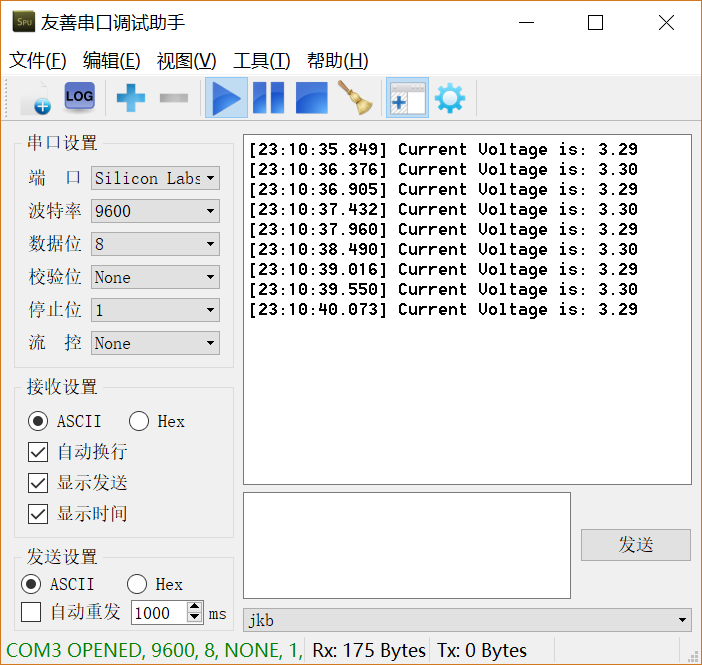 SPU 友善串口调试助手
文件(F) 编辑(E) 视图(V) 工具(T) 帮助(H)
LOG
串口设置
端 口 Silicon Labs
波特率 9600
数据位 8
校验位 None
停止位 1
流 控 None
接收设置
ASCII Hex
自动换行
显示发送
显示时间
发送设置
ASCII Hex
自动重发 1000 ms
[23:10:35.849] Current Voltage is: 3.29
[23:10:36.376] Current Voltage is: 3.30
[23:10:36.905] Current Voltage is: 3.29
[23:10:37.432] Current Voltage is: 3.30
[23:10:37.960] Current Voltage is: 3.29
[23:10:38.490] Current Voltage is: 3.30
[23:10:39.016] Current Voltage is: 3.29
[23:10:39.550] Current Voltage is: 3.30
[23:10:40.073] Current Voltage is: 3.29
发送
jkb
COM3 OPENED, 9600, 8, NONE, 1, Rx: 175 Bytes Tx: 0 Bytes